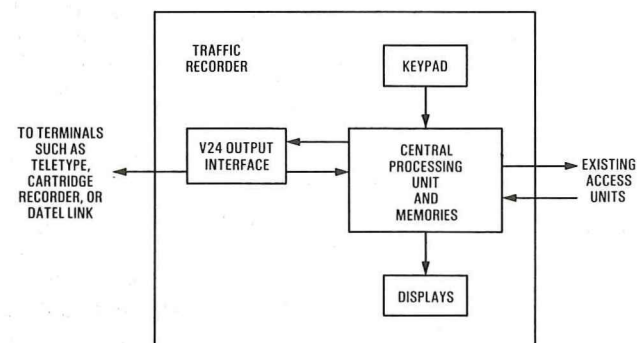 TRAFFIC
RECORDER
KEYPAD
TO TERMINALS
SUCH AS
TELETYPE,
CARTRIDGE
RECORDER, OR
DATEL LINK
V24 OUTPUT
INTERFACE
CENTRAL
PROCESSING
UNIT
AND
MEMORIES
EXISTING
ACCESS
UNITS
DISPLAYS